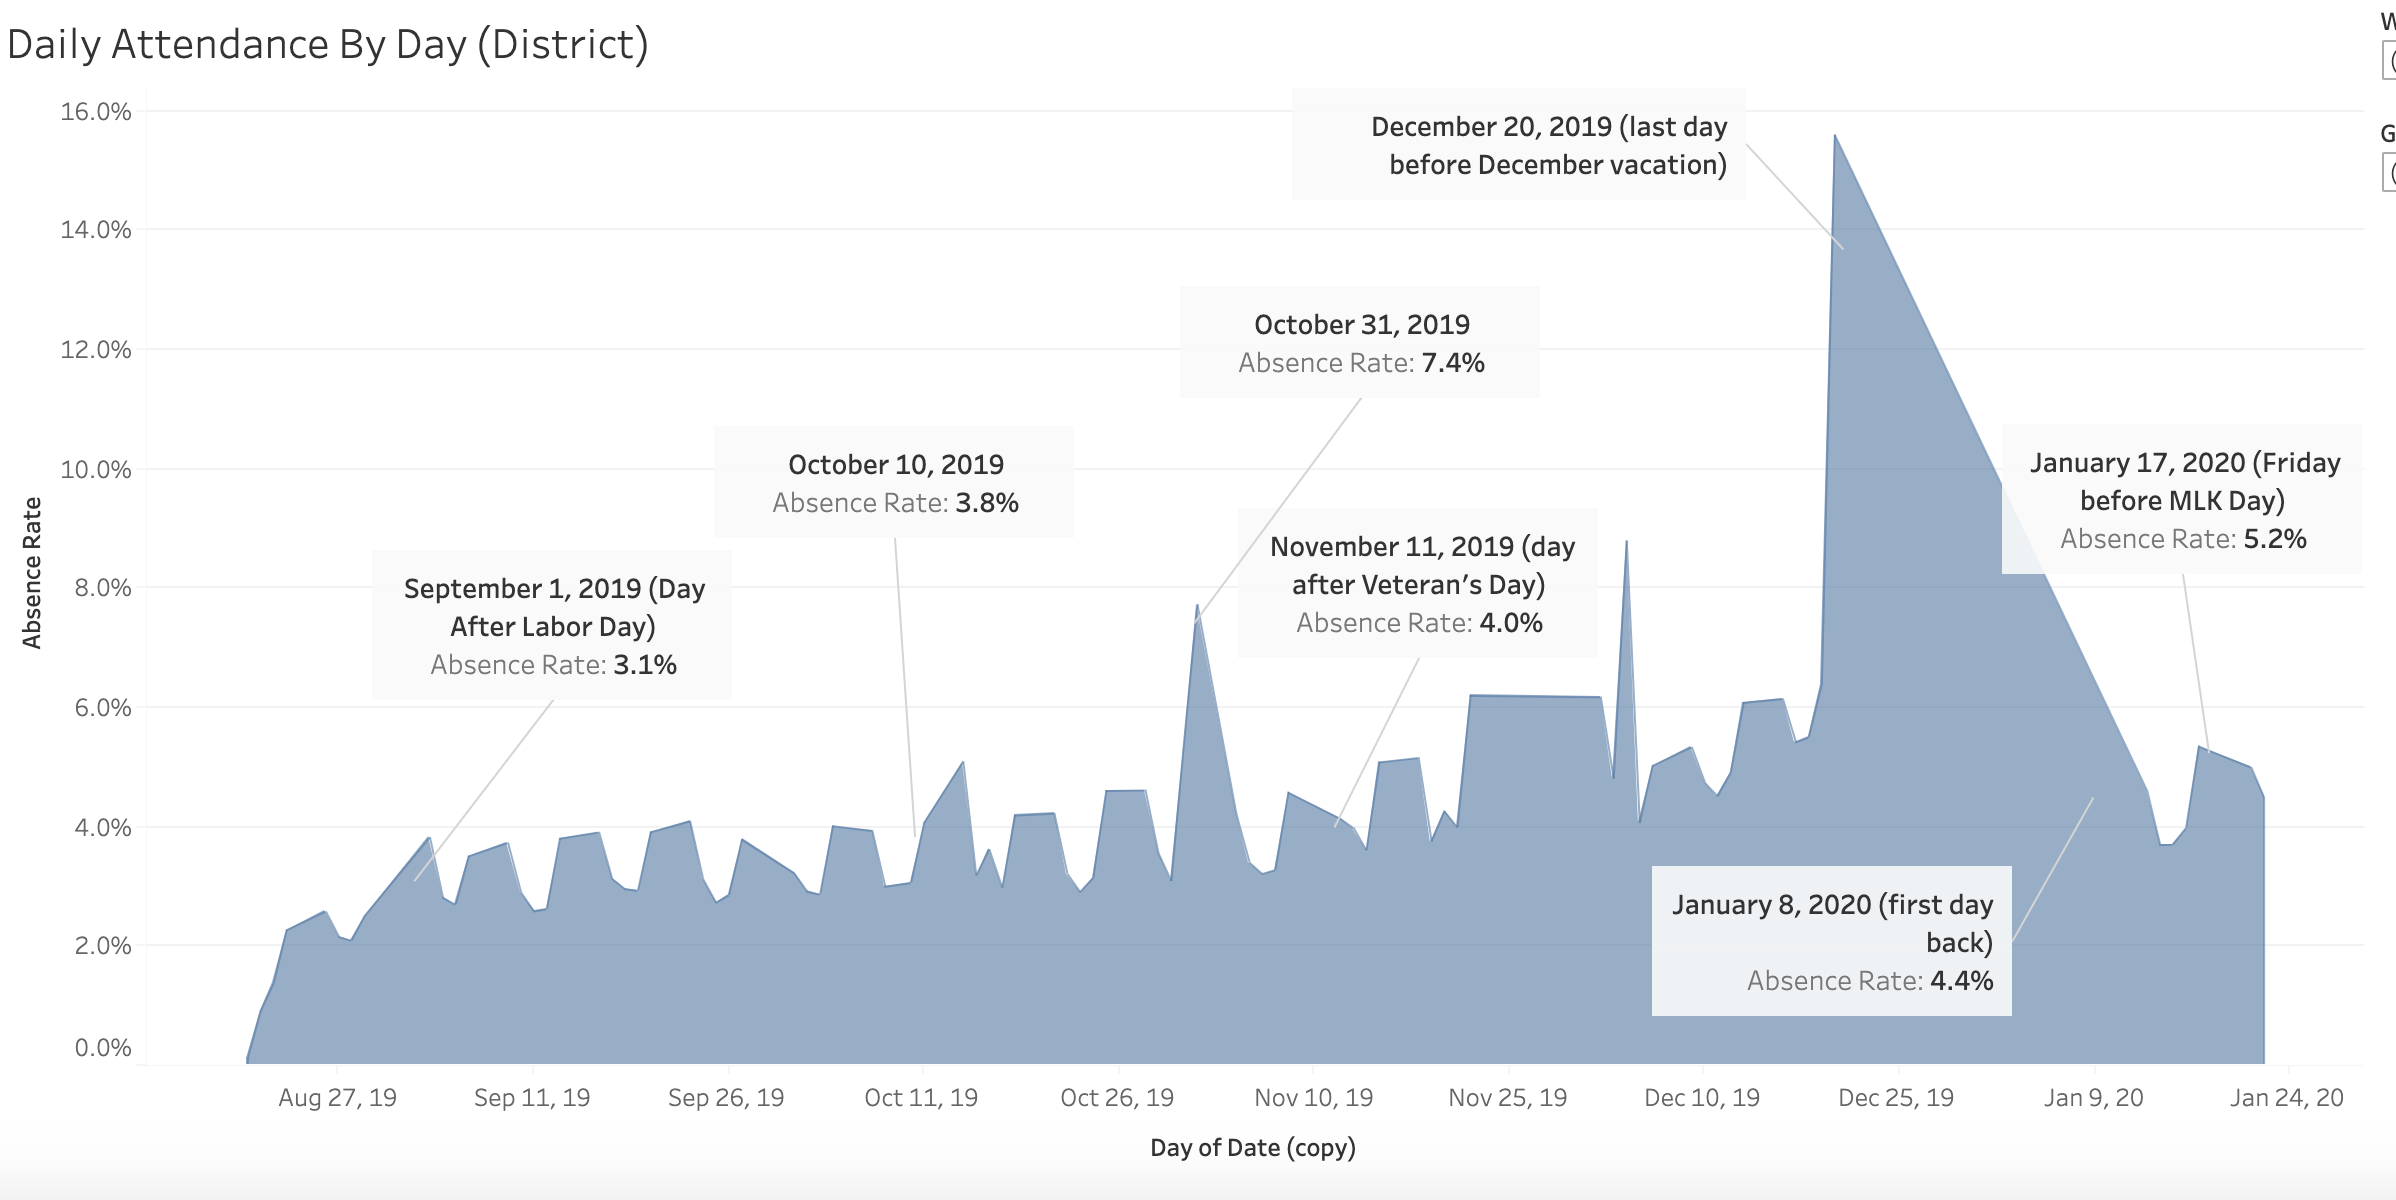 Daily Attendance By Day (District)
W
G
16.0%
14.0%
12.0%
10.0%
8.0%
6.0%
4.0%
2.0%
0.0%
Absence Rate
December 20, 2019 (last day
before December vacation)
October 31, 2019
Absence Rate: 7.4%
October 10, 2019
Absence Rate: 3.8%
January 17, 2020 (Friday
before MLK Day)
Absence Rate: 5.2%
November 11, 2019 (day
after Veteran’s Day)
Absence Rate: 4.0%
September 1, 2019 (Day
After Labor Day)
Absence Rate: 3.1%
January 8, 2020 (first day
back)
Absence Rate: 4.4%
Aug 27, 19
Sep 11, 19
Sep 26, 19
Oct 11, 19
Oct 26, 19
Nov 10, 19
Nov 25, 19
Dec 10, 19
Dec 25, 19
Jan 9, 20
Jan 24, 20
Day of Date (copy)